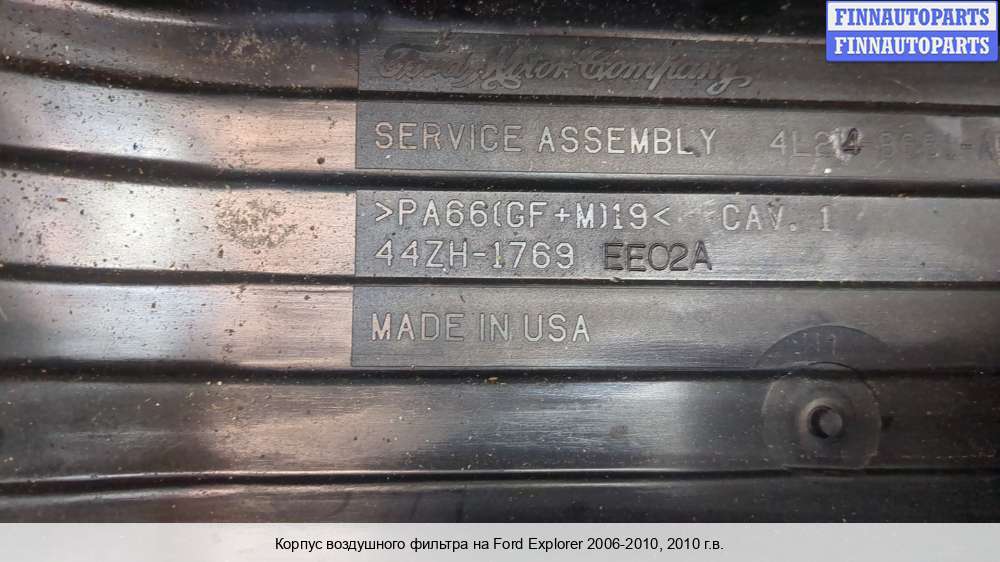 FINNAUTOPARTS
FINNAUTOPARTS
Ford Motor Company
SERVICE ASSEMBLY
>PA66(GF+M)19< CAV. 1
44ZH-1769 EE02A
MADE IN USA
Корпус воздушного фильтра на Ford Explorer 2006-2010, 2010 г.в.